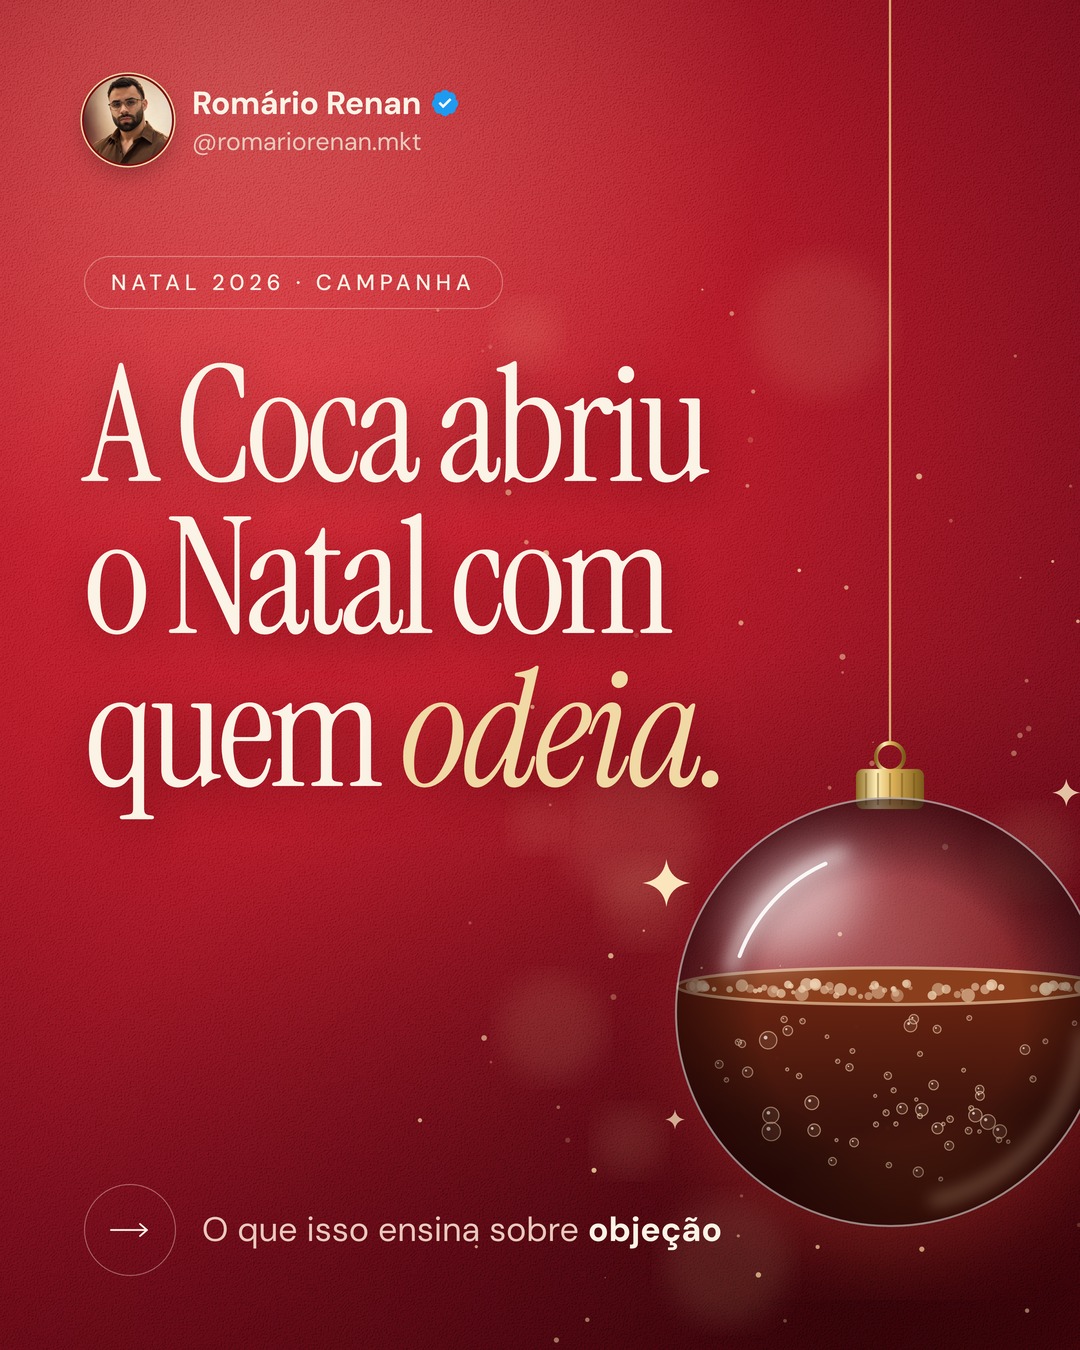 Romário Renan
@romariorenan.mkt
NATAL 2026 · CAMPANHA
A Coca abriu
o Natal com
quem odeia.
O que isso ensina sobre objeção